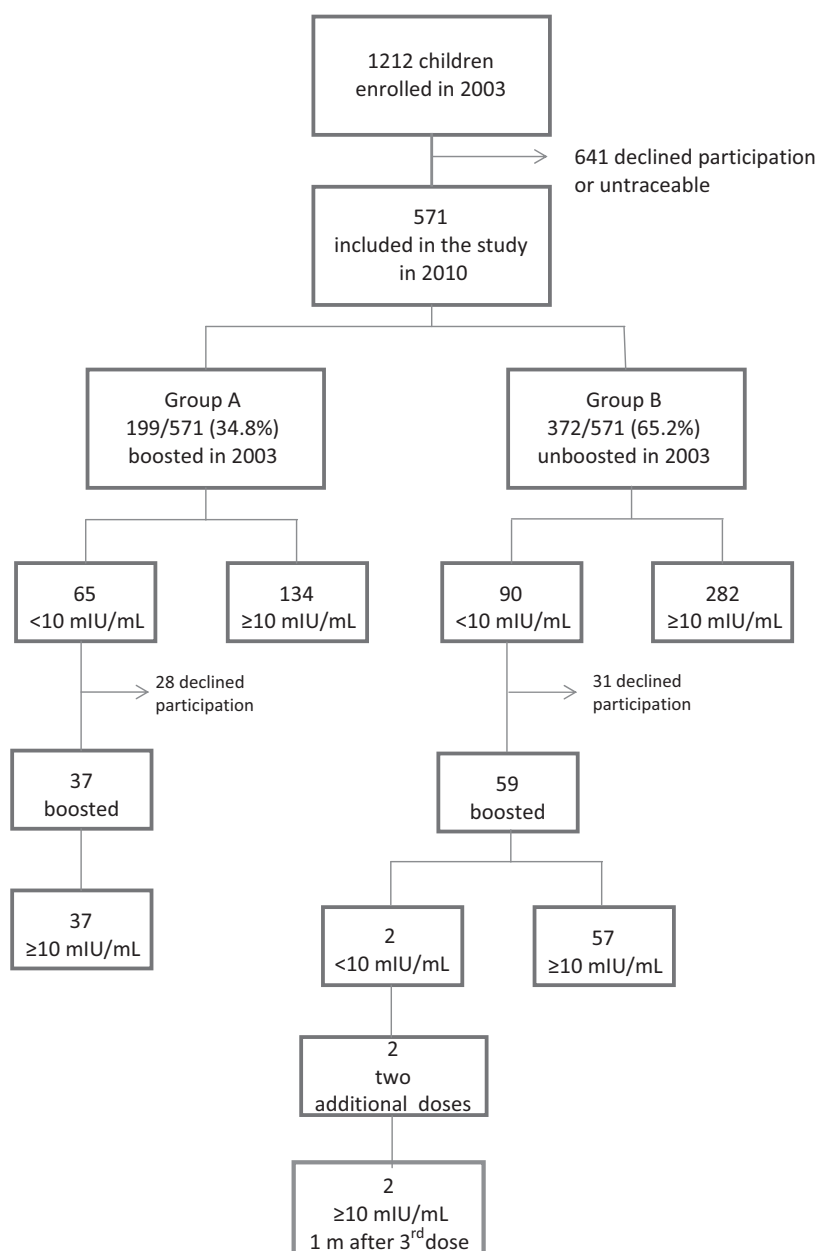 1212 children
enrolled in 2003
641 declined participation
or untraceable
571
included in the study
in 2010
Group A
199/571 (34.8%)
boosted in 2003
Group B
372/571 (65.2%)
unboosted in 2003
65
<10 mIU/mL
134
≥10 mIU/mL
90
<10 mIU/mL
282
≥10 mIU/mL
28 declined
participation
31 declined
participation
37
boosted
59
boosted
37
≥10 mIU/mL
2
<10 mIU/mL
57
≥10 mIU/mL
2
two
additional doses
2
≥10 mIU/mL
1 m after 3rd dose